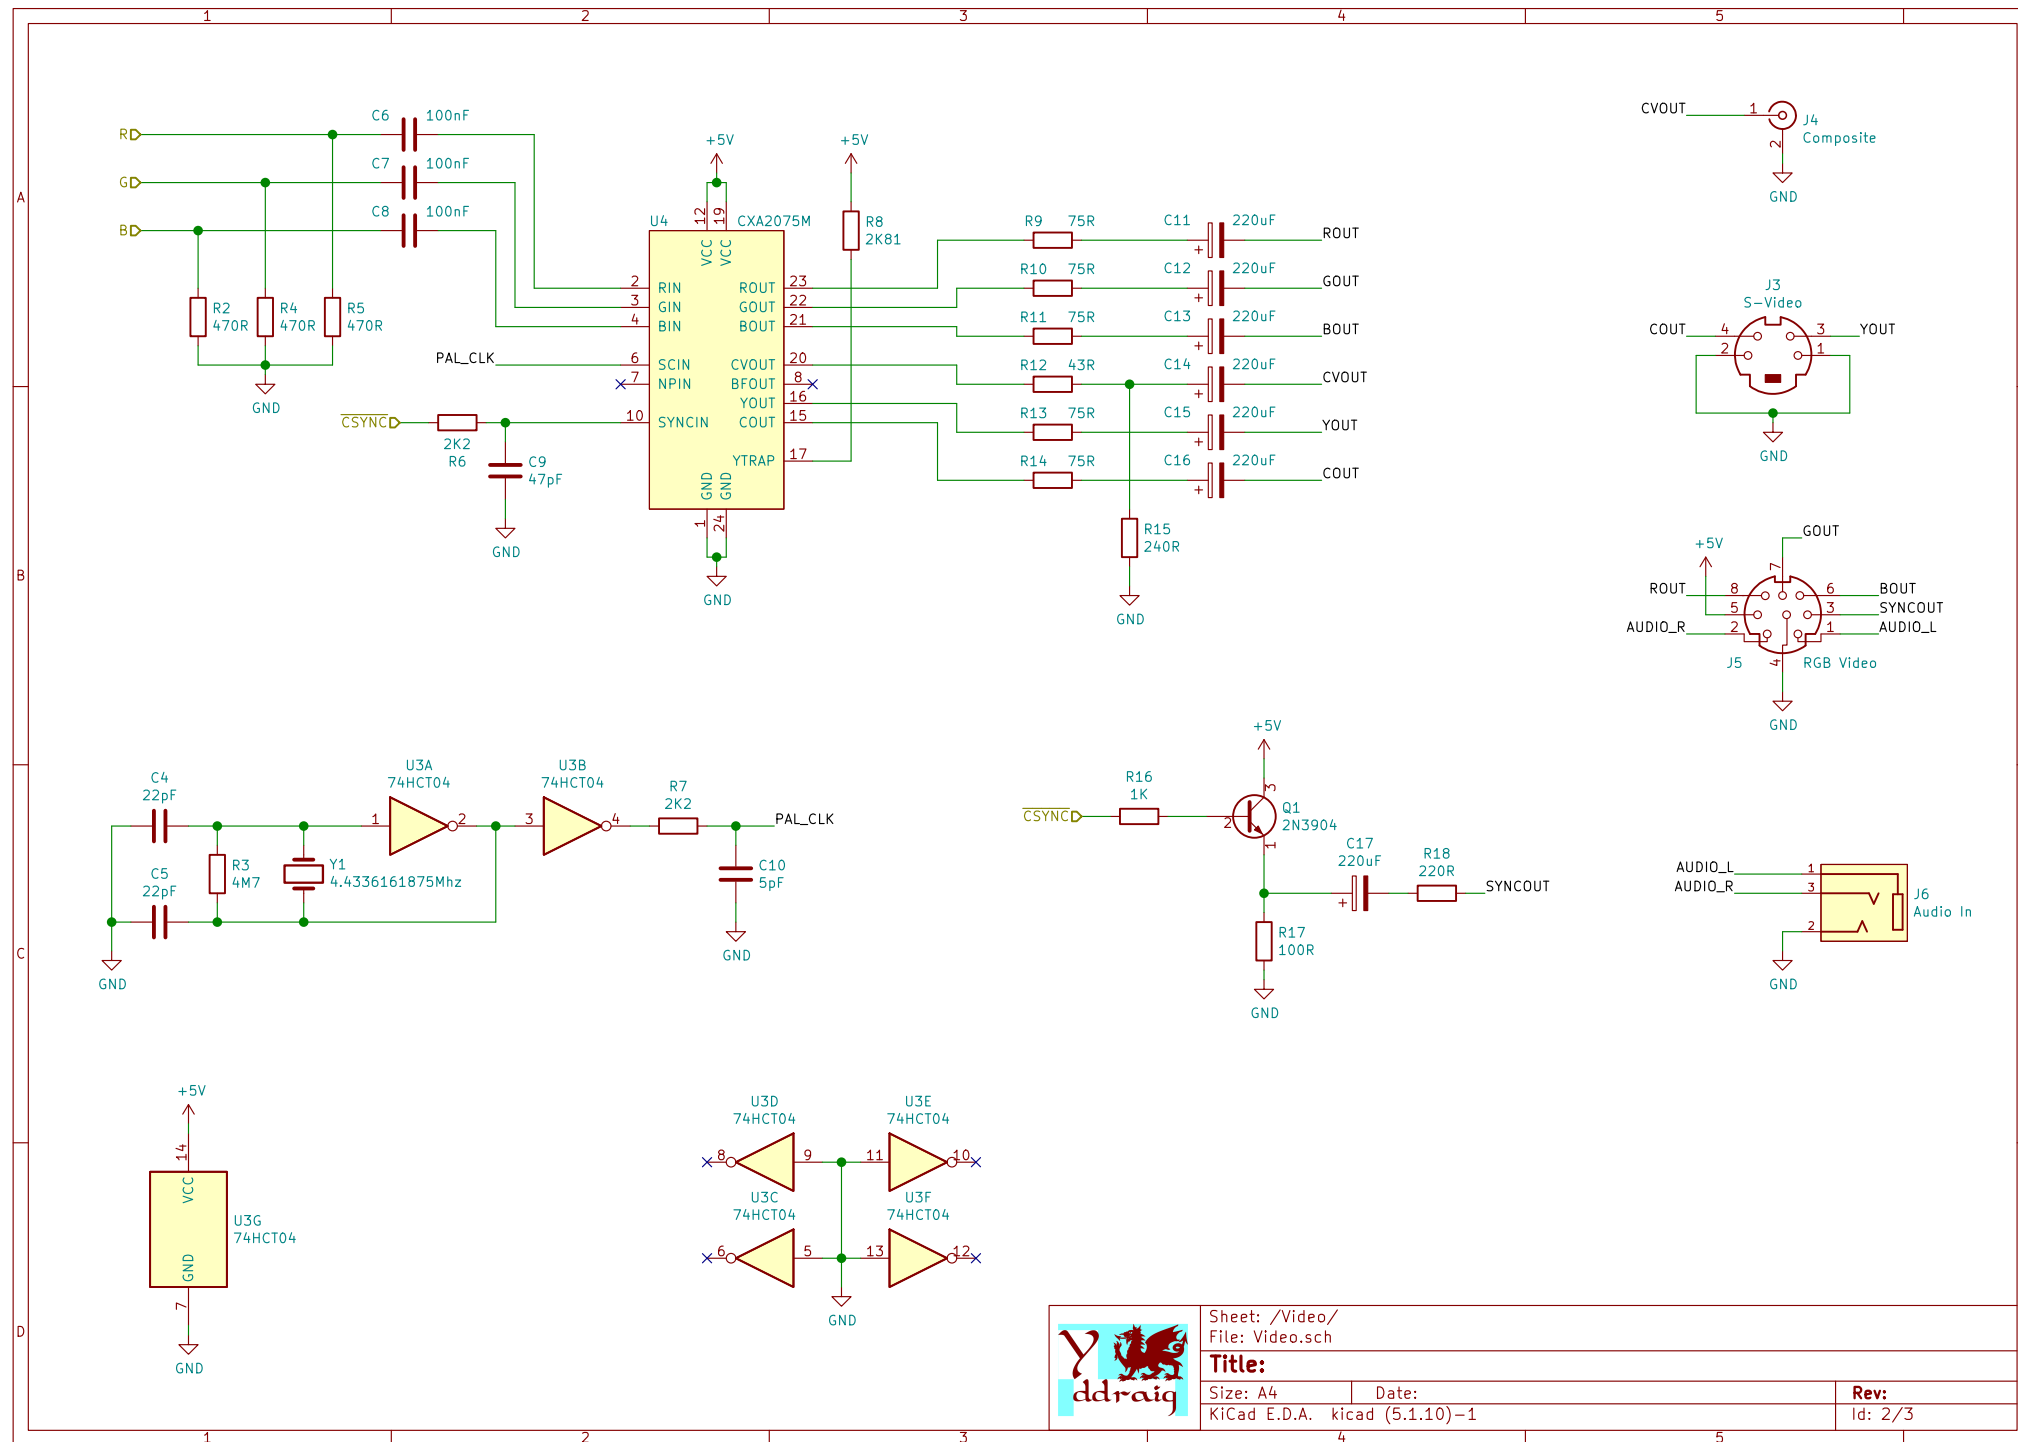 1 2 3 4 5
A
B
C
D
R
G
B
C6 100nF
C7 100nF
C8 100nF
R2
470R
R4
470R
R5
470R
GND
PAL_CLK
CSYNC
2K2
R6
C9
47pF
GND
+5V
+5V
U4 CXA2075M
R8
2K81
12 19
VCC VCC
2 RIN ROUT 23
3 GIN GOUT 22
4 BIN BOUT 21
6 SCIN CVOUT 20
7 NPIN BFOUT 8
YOUT 16
10 SYNCIN COUT 15
YTRAP 17
GND GND
1 24
GND
R9 75R C11 220uF ROUT
R10 75R C12 220uF GOUT
R11 75R C13 220uF BOUT
R12 43R C14 220uF CVOUT
R13 75R C15 220uF YOUT
R14 75R C16 220uF COUT
+
+
+
+
+
+
R15
240R
GND
CVOUT 1
J4
Composite
2
GND
J3
S-Video
COUT 4 3 YOUT
2 1
GND
GOUT
+5V
7
ROUT 8 6 BOUT
5 3 SYNCOUT
AUDIO_R 2 1 AUDIO_L
J5 RGB Video
4
GND
C4
22pF
C5
22pF
R3
4M7
Y1
4.4336161875Mhz
GND
U3A
74HCT04
1 2
U3B
74HCT04
3 4
R7
2K2
PAL_CLK
C10
5pF
GND
+5V
R16
1K
CSYNC
3
2
1
Q1
2N3904
C17
220uF
+
R18
220R
SYNCOUT
R17
100R
GND
AUDIO_L 1
AUDIO_R 3
2
J6
Audio In
GND
+5V
14
VCC
U3G
74HCT04
GND
7
GND
U3D
74HCT04
8 9
U3E
74HCT04
11 10
U3C
74HCT04
6 5
U3F
74HCT04
13 12
GND
Y
ddraig
Sheet: /Video/
File: Video.sch
Title:
Size: A4 Date: Rev:
KiCad E.D.A. kicad (5.1.10)-1 Id: 2/3
1 2 3 4 5